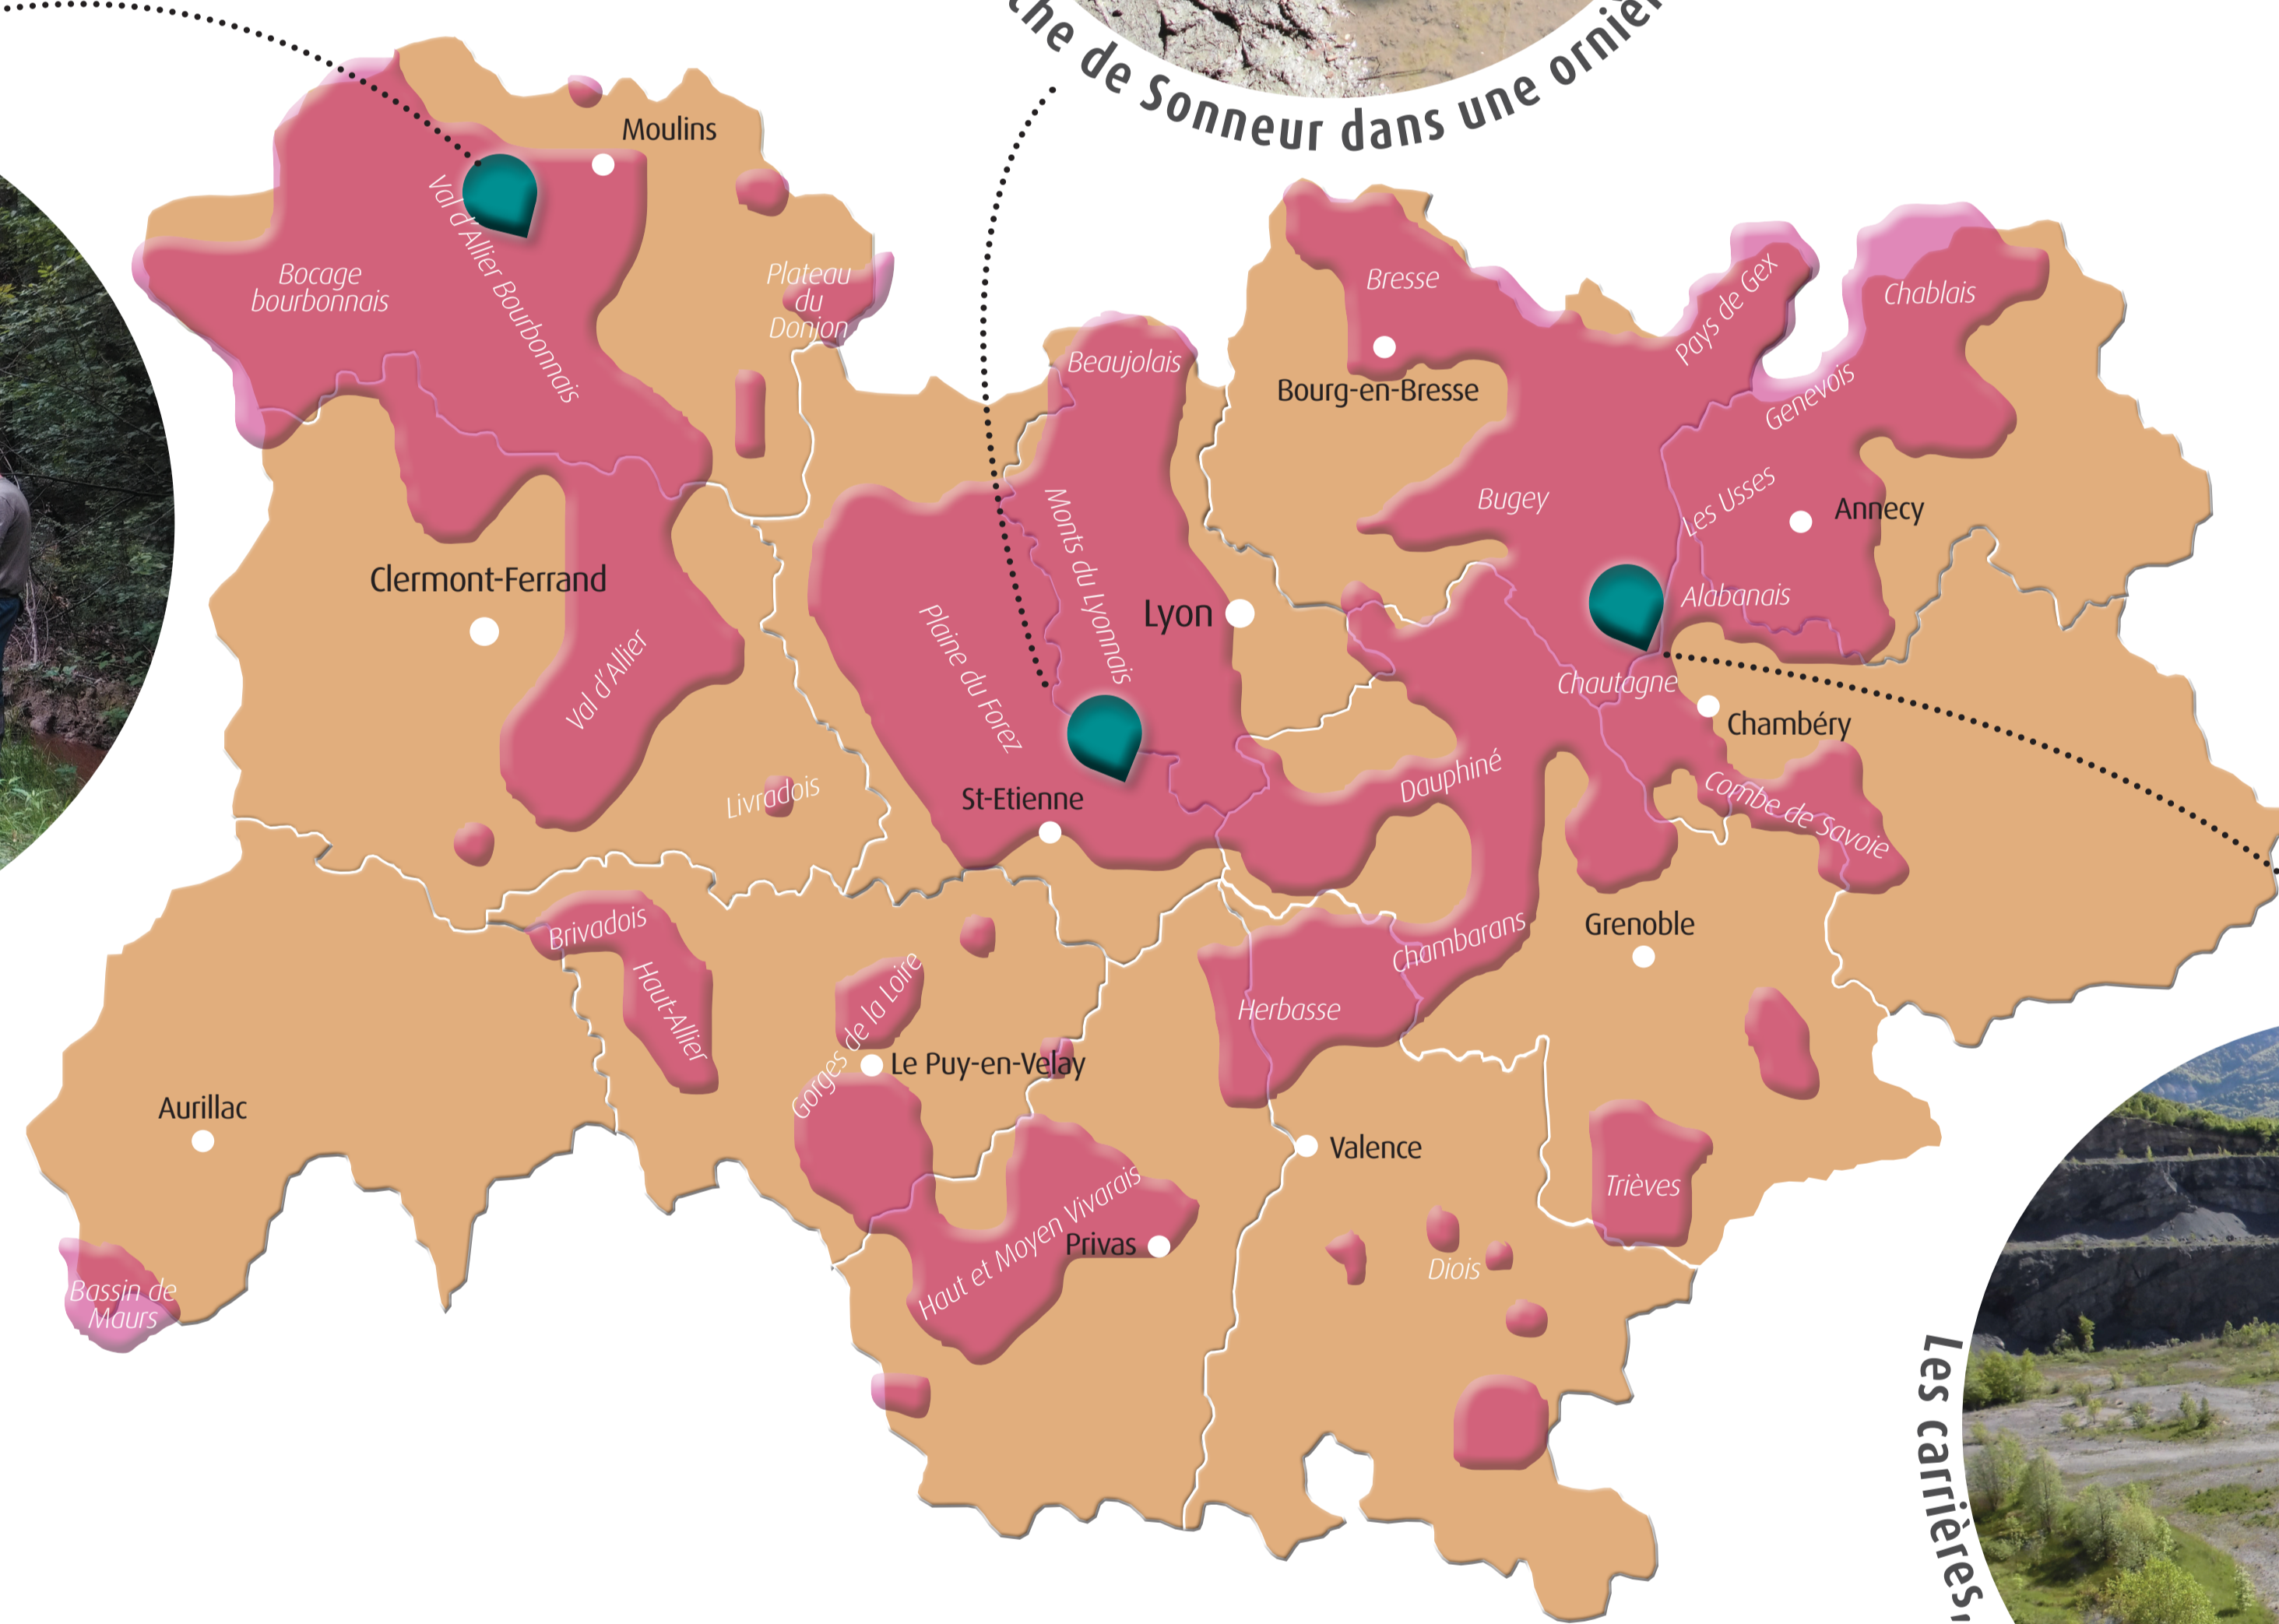 che de Sonneur dans une orniè
Moulins
Val d'Allier Bourbonnais
Bocage
bourbonnais
Plateau
du
Donjon
Beaujolais
Bresse
Bourg-en-Bresse
Pays de Gex
Chablais
Genevois
Les Usses
Annecy
Bugey
Alabanais
Clermont-Ferrand
Val d'Allier
Plaine du Forez
Monts du Lyonnais
Lyon
Chautagne
Chambéry
Combe de Savoie
Dauphiné
Livradois
St-Etienne
Brivadois
Haut-Allier
Gorges de la Loire
Le Puy-en-Velay
Chambarans
Herbasse
Grenoble
Aurillac
Valence
Trièves
Haut et Moyen Vivarais
Privas
Diois
Bassin de
Maurs
Les carrières,